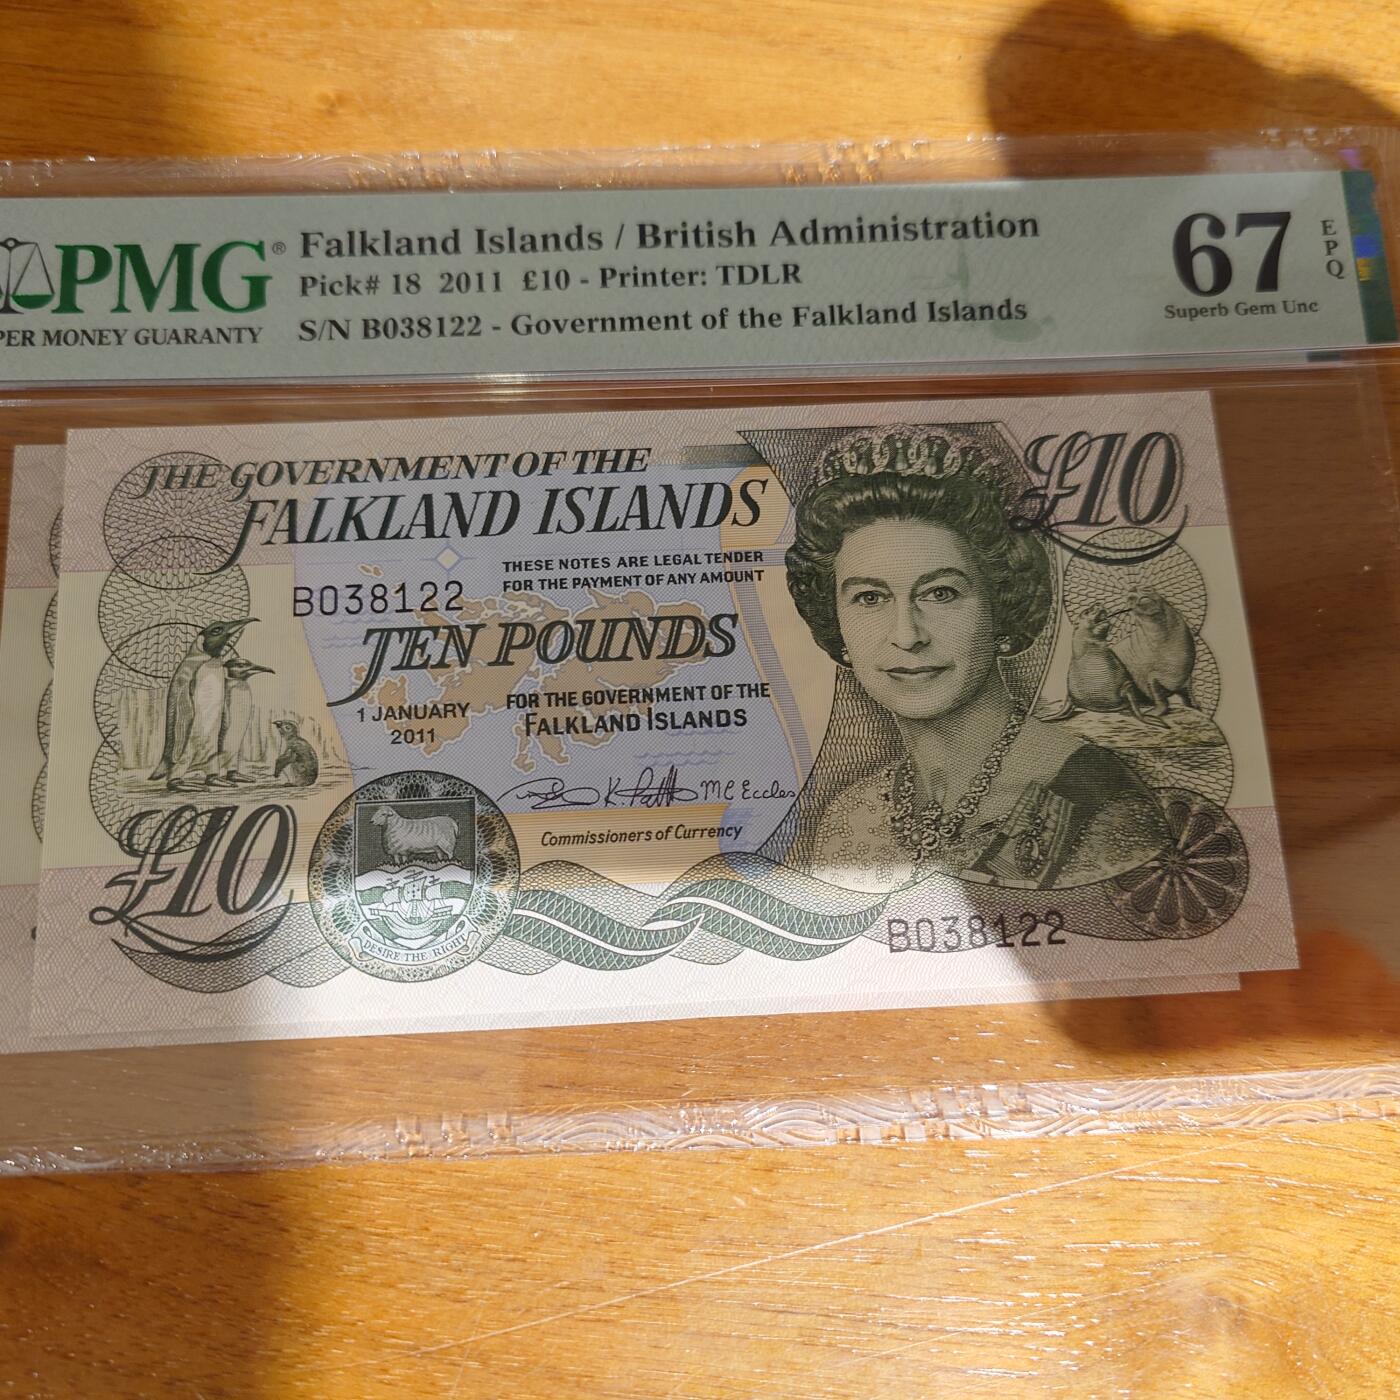 PMG®
PER MONEY GUARANTY
Falkland Islands / British Administration
Pick# 18 2011 £10 - Printer: TDLR
S/N B038122 - Government of the Falkland Islands
67
EPQ
Superb Gem Unc
THE GOVERNMENT OF THE
FALKLAND ISLANDS
£10
THESE NOTES ARE LEGAL TENDER
FOR THE PAYMENT OF ANY AMOUNT
B038122
TEN POUNDS
1 JANUARY
2011
FOR THE GOVERNMENT OF THE
FALKLAND ISLANDS
Commissioners of Currency
£10
DESIRE THE RIGHT
B038122